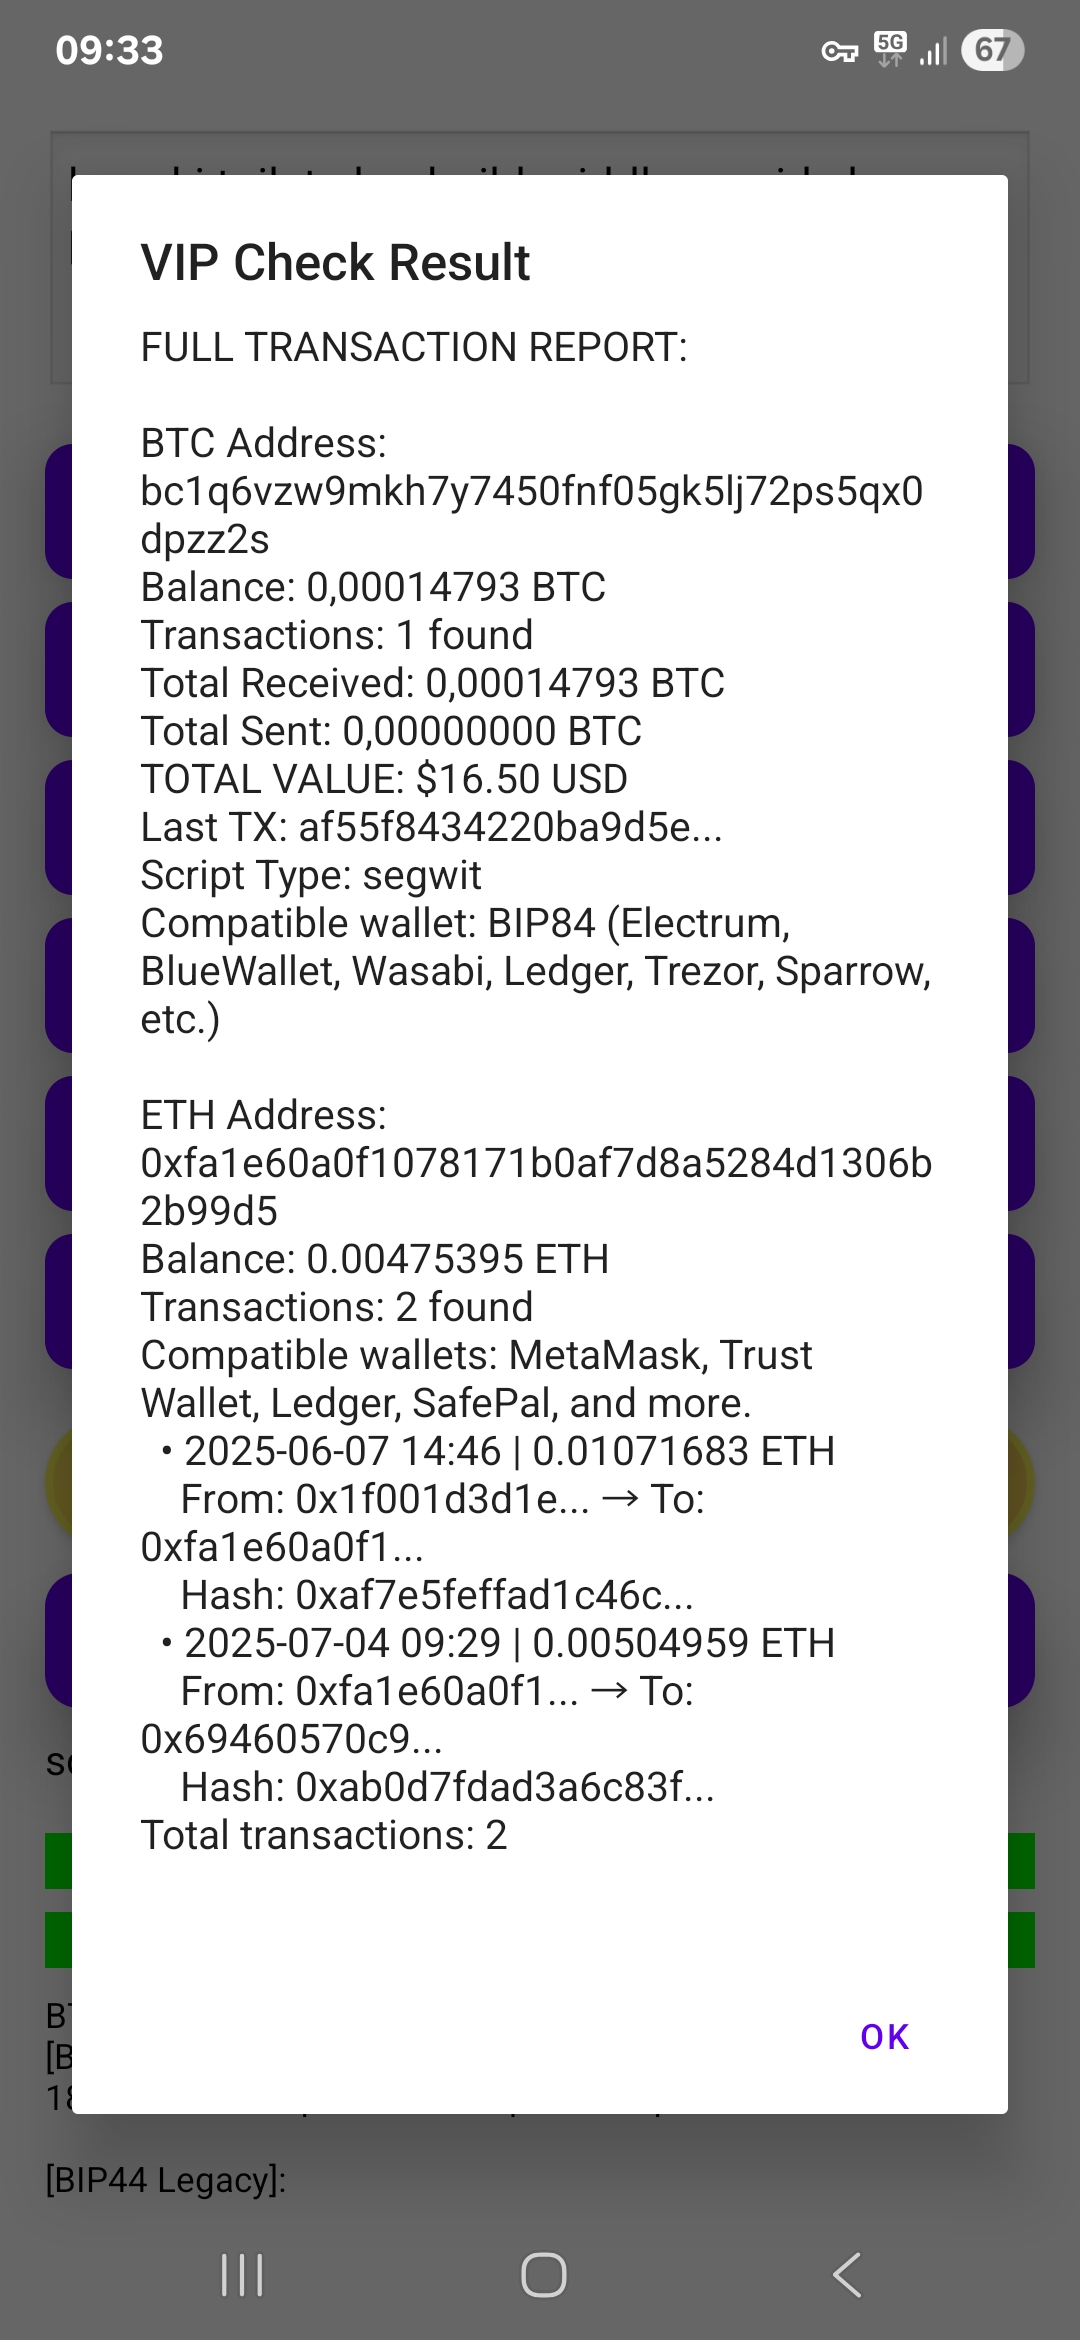 09:33
5G
67
VIP Check Result
FULL TRANSACTION REPORT:
BTC Address:
bc1q6vzw9mkh7y7450fnf05gk5lj72ps5qx0
dpzz2s
Balance: 0,00014793 BTC
Transactions: 1 found
Total Received: 0,00014793 BTC
Total Sent: 0,00000000 BTC
TOTAL VALUE: $16.50 USD
Last TX: af55f8434220ba9d5e...
Script Type: segwit
Compatible wallet: BIP84 (Electrum,
BlueWallet, Wasabi, Ledger, Trezor, Sparrow,
etc.)
ETH Address:
0xfa1e60a0f1078171b0af7d8a5284d1306b
2b99d5
Balance: 0.00475395 ETH
Transactions: 2 found
Compatible wallets: MetaMask, Trust
Wallet, Ledger, SafePal, and more.
• 2025-06-07 14:46 | 0.01071683 ETH
From: 0x1f001d3d1e... → To:
0xfa1e60a0f1...
Hash: 0xaf7e5feffad1c46c...
• 2025-07-04 09:29 | 0.00504959 ETH
From: 0xfa1e60a0f1... → To:
0x69460570c9...
Hash: 0xab0d7fdad3a6c83f...
Total transactions: 2
OK
[BIP44 Legacy]: